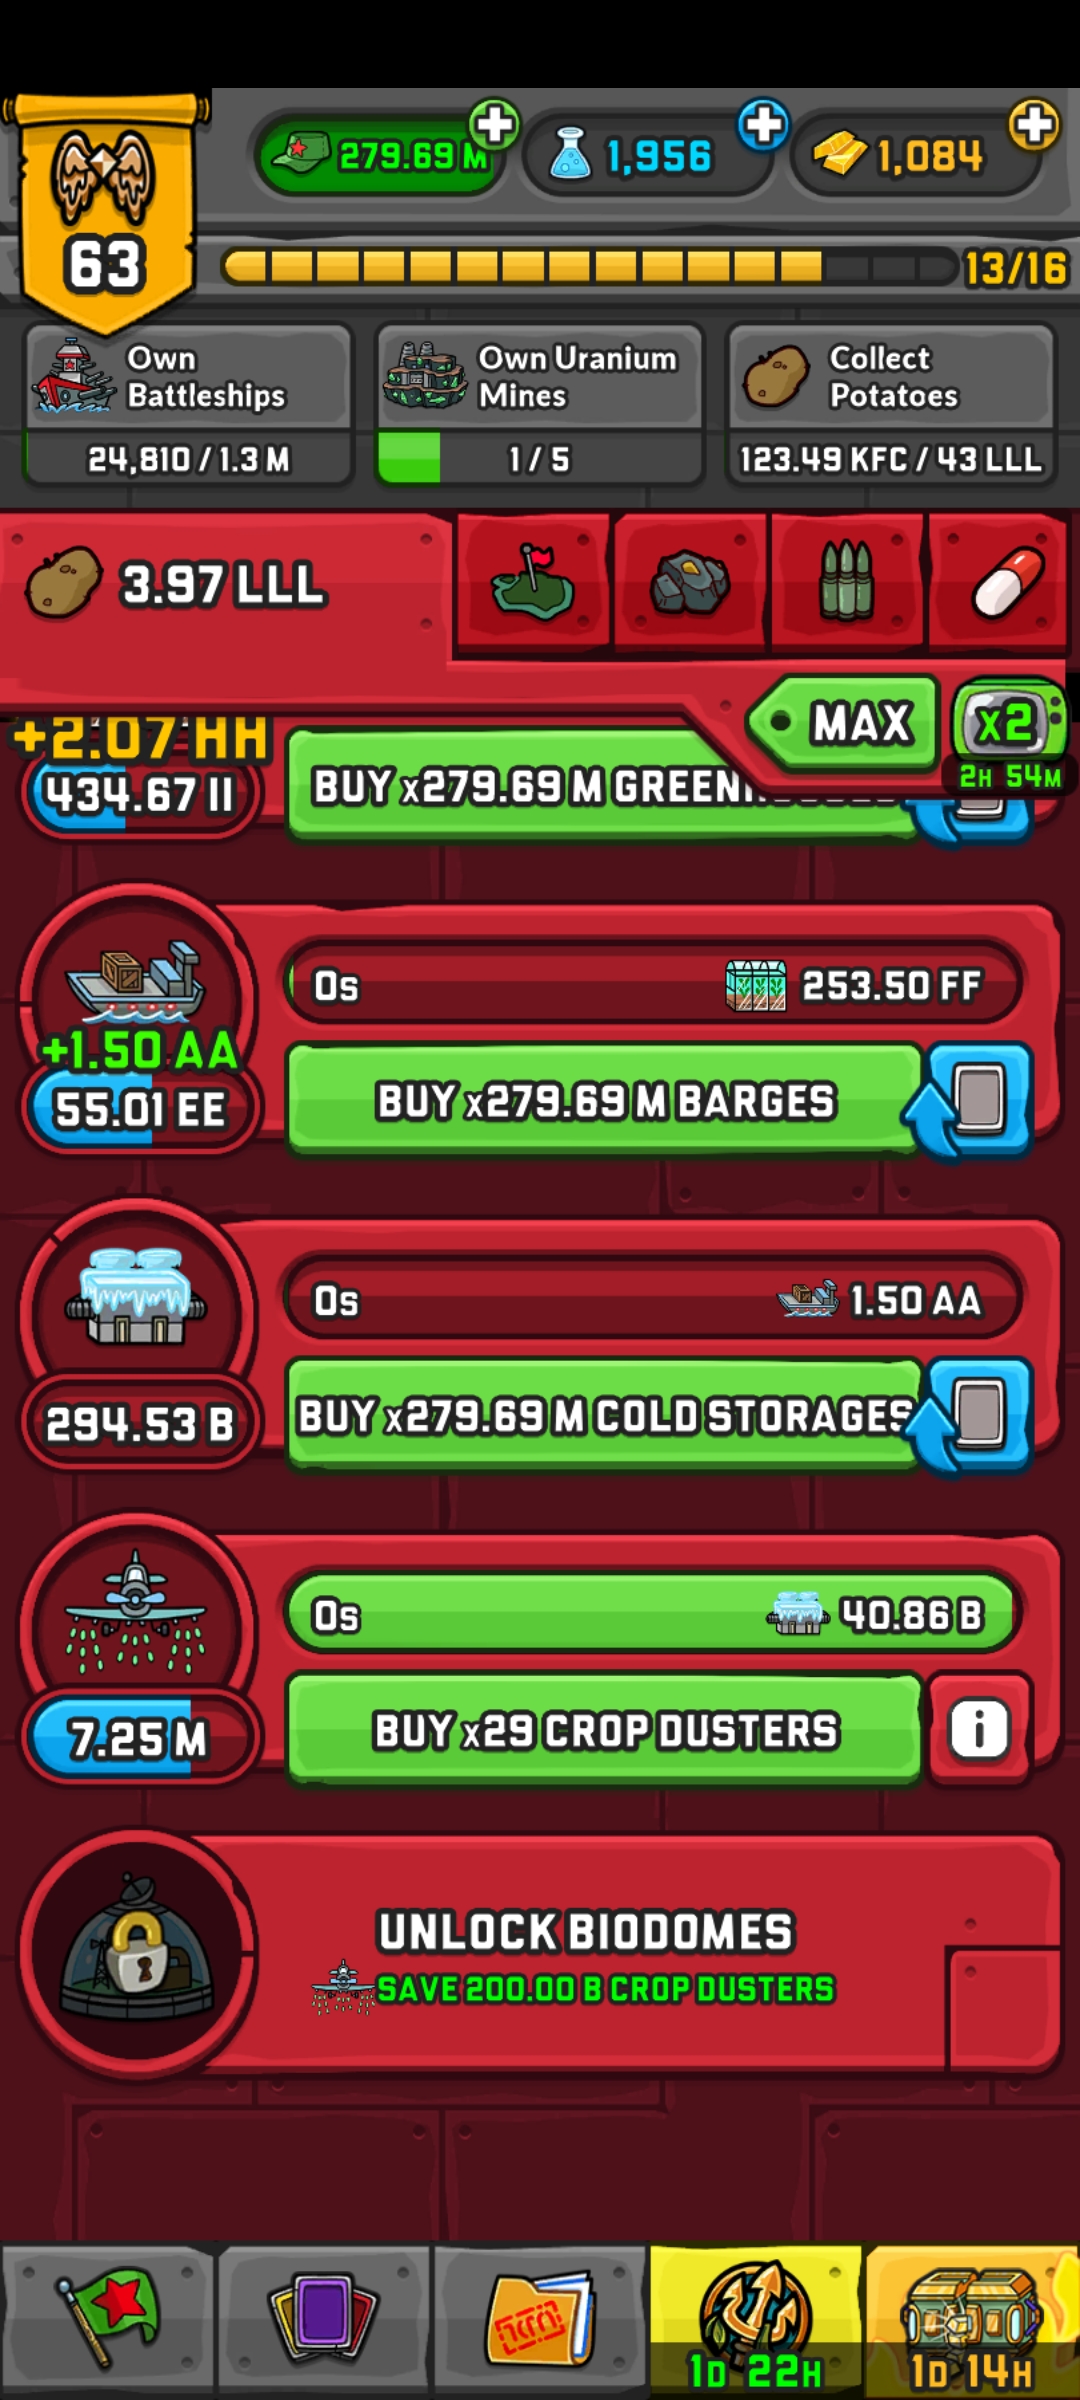 279.69 M
1,956
1,084
63
13/16
Own Battleships
24,810 / 1.3 M
Own Uranium Mines
1 / 5
Collect Potatoes
123.49 KFC / 43 LLL
3.97 LLL
MAX
x2
2H 54M
+2.07 HH
434.67 II
BUY x279.69 M
0s
253.50 FF
+1.50 AA
55.01 EE
BUY x279.69 M BARGES
0s
1.50 AA
294.53 B
BUY x279.69 M COLD STORAGES
0s
40.86 B
7.25 M
BUY x29 CROP DUSTERS
i
UNLOCK BIODOMES
SAVE 200.00 B CROP DUSTERS
1D 22H
1D 14H